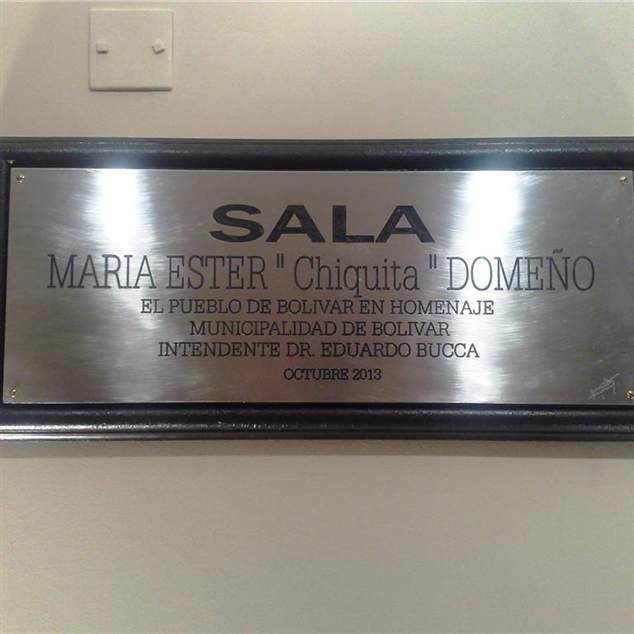 SALA
MARIA ESTER " Chiquita " DOMEÑO
EL PUEBLO DE BOLIVAR EN HOMENAJE
MUNICIPALIDAD DE BOLIVAR
INTENDENTE DR. EDUARDO BUCCA
OCTUBRE 2013